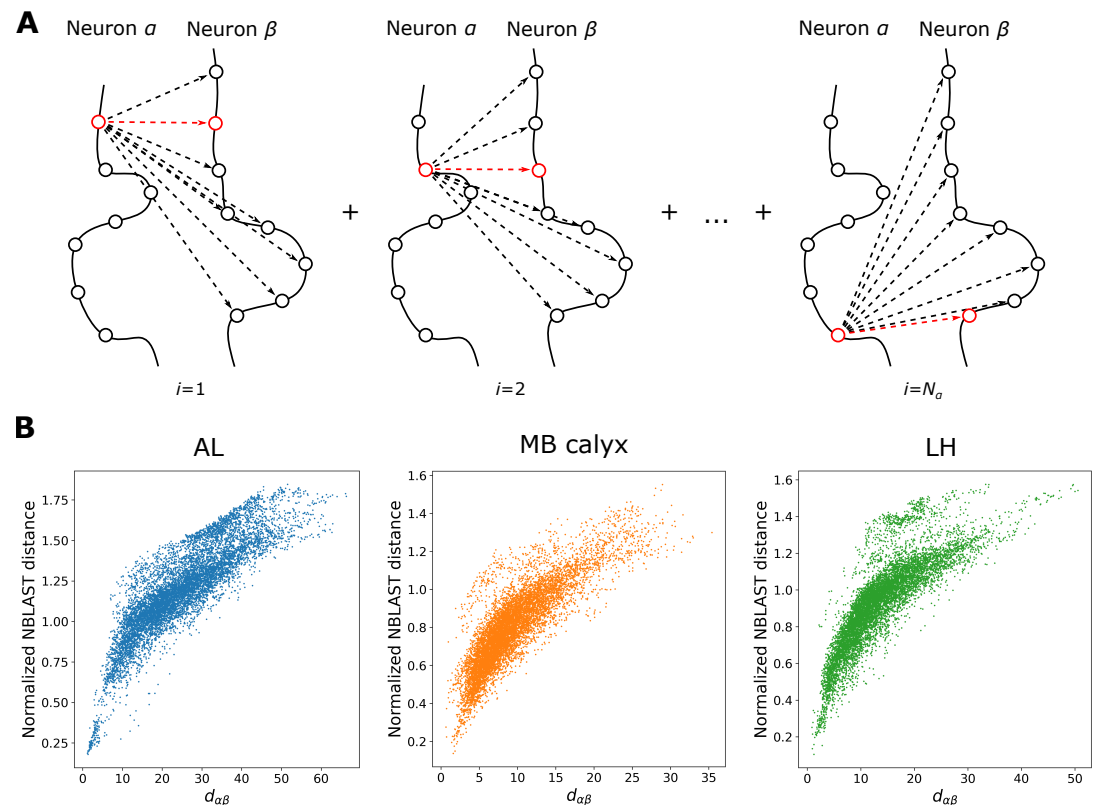 A
Neuron α Neuron β Neuron α Neuron β Neuron α Neuron β
+ + ... +
i=1 i=2 i=Nα
B
AL MB calyx LH
Normalized NBLAST distance
1.75
1.50
1.25
1.00
0.75
0.50
0.25
0 10 20 30 40 50 60
dαβ
Normalized NBLAST distance
1.6
1.4
1.2
1.0
0.8
0.6
0.4
0.2
0 5 10 15 20 25 30 35
dαβ
Normalized NBLAST distance
1.6
1.4
1.2
1.0
0.8
0.6
0.4
0.2
0 10 20 30 40 50
dαβ